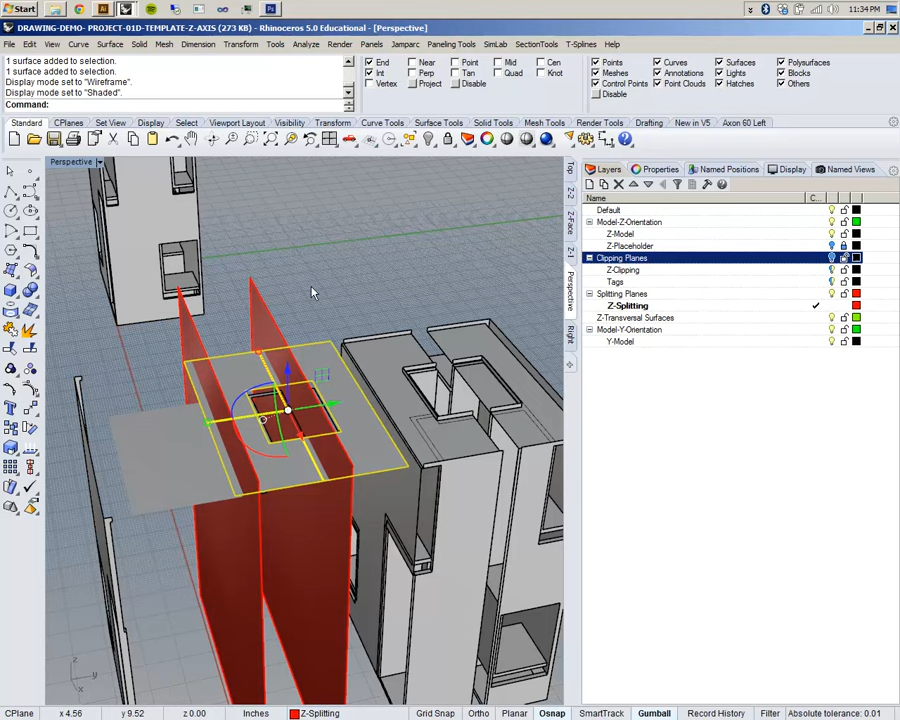 Start
11:34 PM
DRAWING-DEMO- PROJECT-01D-TEMPLATE-Z-AXIS (273 KB) - Rhinoceros 5.0 Educational - [Perspective]
File Edit View Curve Surface Solid Mesh Dimension Transform Tools Analyze Render Panels Jamparc Paneling Tools SimLab SectionTools T-Splines Help
1 surface added to selection.
1 surface added to selection.
Display mode set to "Wireframe".
Display mode set to "Shaded".
Command:
End Near Point Mid Cen
Int Perp Tan Quad Knot
Vertex Project Disable
Points Curves Surfaces Polysurfaces
Meshes Annotations Lights Blocks
Control Points Point Clouds Hatches Others
Disable
Standard CPlanes Display Select Viewport Layout Visibility Transform Curve Tools Surface Tools Solid Tools Mesh Tools Render Tools Drafting New in V5 Axon 60 Left
Perspective
Top
Z-2
Z-Face
Z-1
Perspective
Right
Layers Properties Named Positions Display Named Views
Name C...
Default
Model-Z-Orientation
Z-Model
Z-Placeholder
Clipping Planes
Z-Clipping
Tags
Splitting Planes
Z-Splitting
Z-Transversal Surfaces
Model-Y-Orientation
Y-Model
z
y
x
CPlane x 4.56 y 9.52 z 0.00 Inches Z-Splitting Grid Snap Ortho Planar Osnap SmartTrack Gumball Record History Filter Absolute tolerance: 0.01